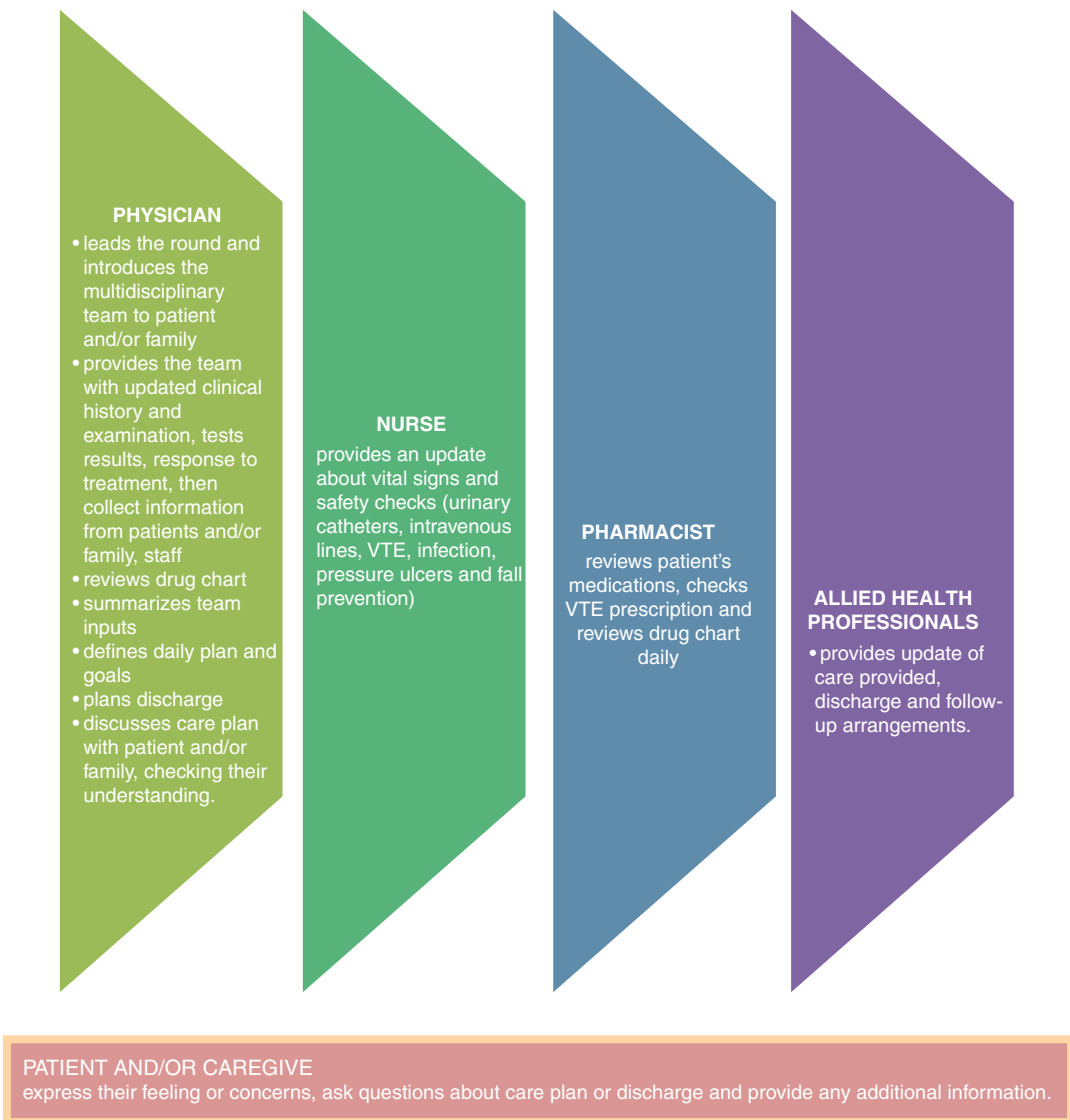 PHYSICIAN
• leads the round and
introduces the
multidisciplinary
team to patient
and/or family
• provides the team
with updated clinical
history and
examination, tests
results, response to
treatment, then
collect information
from patients and/or
family, staff
• reviews drug chart
• summarizes team
inputs
• defines daily plan and
goals
• plans discharge
• discusses care plan
with patient and/or
family, checking their
understanding.
NURSE
provides an update
about vital signs and
safety checks (urinary
catheters, intravenous
lines, VTE, infection,
pressure ulcers and fall
prevention)
PHARMACIST
reviews patient’s
medications, checks
VTE prescription and
reviews drug chart
daily
ALLIED HEALTH
PROFESSIONALS
• provides update of
care provided,
discharge and follow-
up arrangements.
PATIENT AND/OR CAREGIVE
express their feeling or concerns, ask questions about care plan or discharge and provide any additional information.